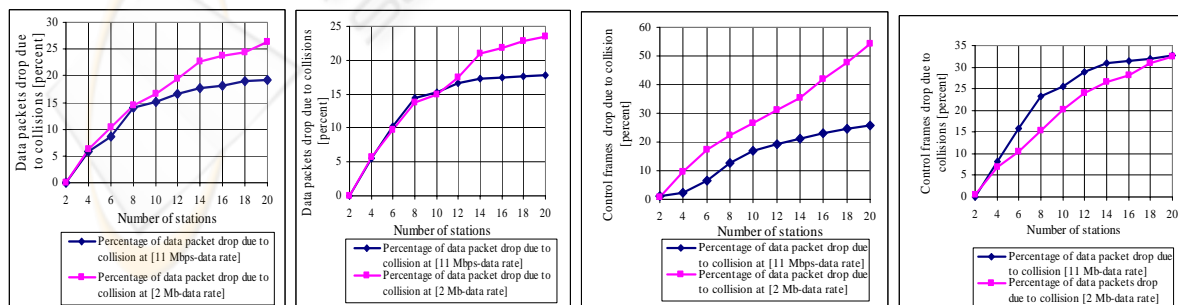 Data packets drop due
to collisions [percent]
30
25
20
15
10
5
0
2 4 6 8 10 12 14 16 18 20
Number of stations
Percentage of data packet drop due to
collision at [11 Mbps-data rate]
Percentage of data packet drop due to
collision at [2 Mb-data rate]
Data packets drop due to collisions
[percent]
25
20
15
10
5
0
2 4 6 8 10 12 14 16 18 20
Number of stations
Percentage of data packet drop due to
collision at [11 Mbps-data rate]
Percentage of data packet drop due to
collision at [2 Mb-data rate]
Control frames drop due to collision
[percent]
60
50
40
30
20
10
0
2 4 6 8 10 12 14 16 18 20
Number of stations
Percentage of data packet drop due
to collision at [11 Mbps-data rate]
Percentage of data packet drop due
to collision at [2 Mb-data rate]
Control frames drop due to
collisions [percent]
35
30
25
20
15
10
5
0
2 4 6 8 10 12 14 16 18 20
Number of stations
Percentage of data packet drop
due to collision [11 Mb-data rate]
Percentage of data packets drop
due to collision [2 Mb-data rate]